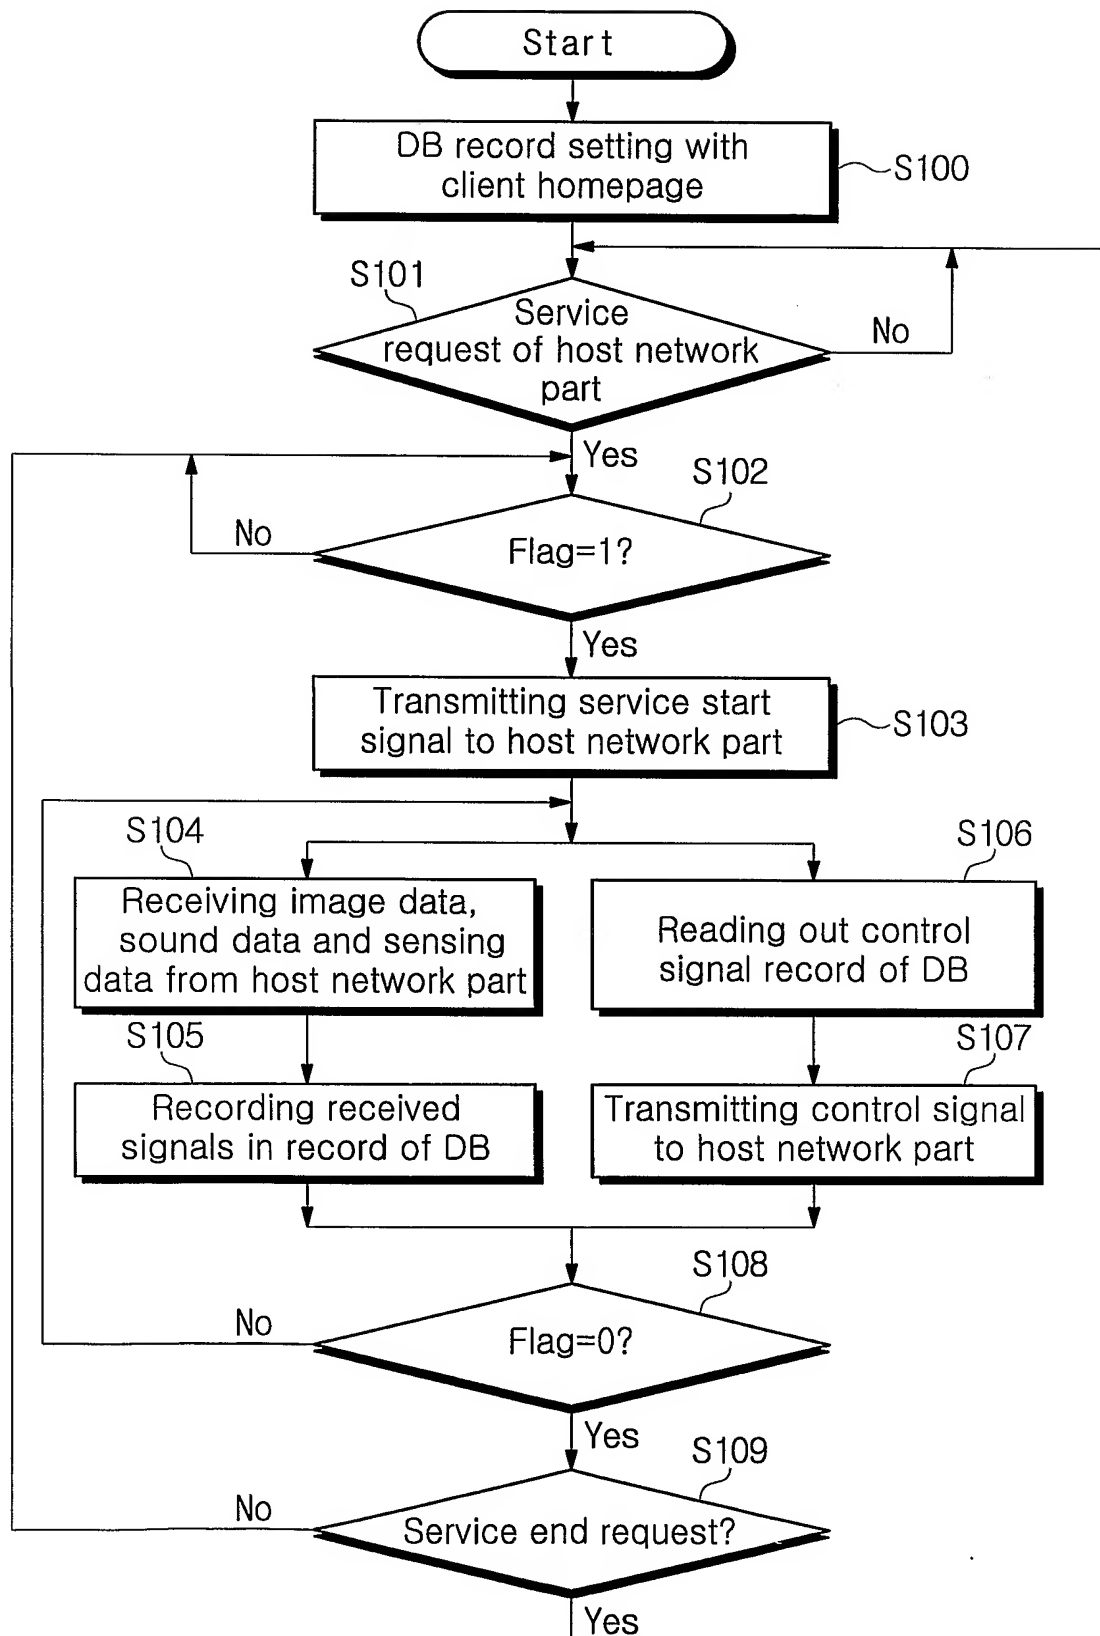 Start
DB record setting with
client homepage
S100
S101
Service
request of host network
part
No
Yes
S102
No
Flag=1?
Yes
Transmitting service start
signal to host network part
S103
S104
Receiving image data,
sound data and sensing
data from host network part
S106
Reading out control
signal record of DB
S105
Recording received
signals in record of DB
S107
Transmitting control signal
to host network part
S108
No
Flag=0?
Yes
S109
No
Service end request?
Yes